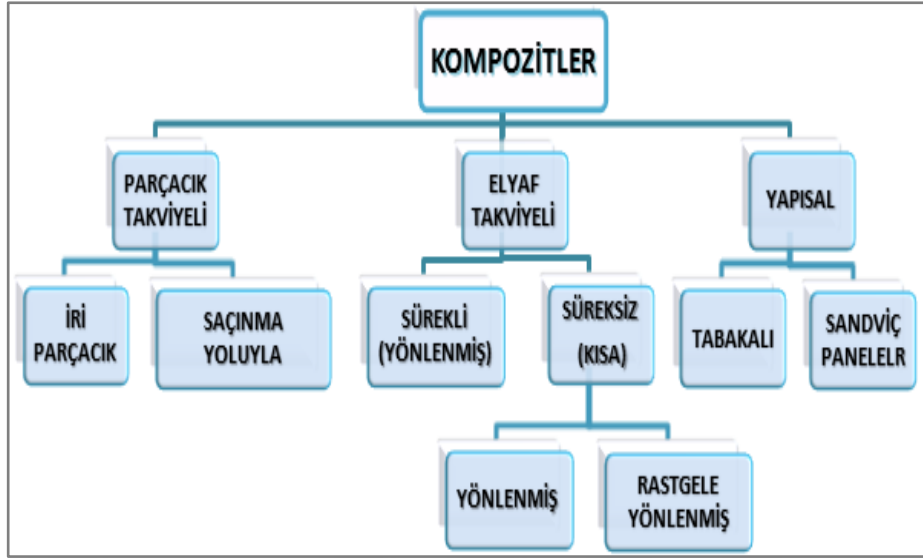 KOMPOZİTLER
PARÇACIK
TAKVİYELİ
ELYAF
TAKVİYELİ
YAPISAL
İRİ
PARÇACIK
SAÇINMA
YOLUYLA
SÜREKLİ
(YÖNLENMİŞ)
SÜREKSİZ
(KISA)
TABAKALI
SANDVİÇ
PANELELR
YÖNLENMİŞ
RASTGELE
YÖNLENMİŞ